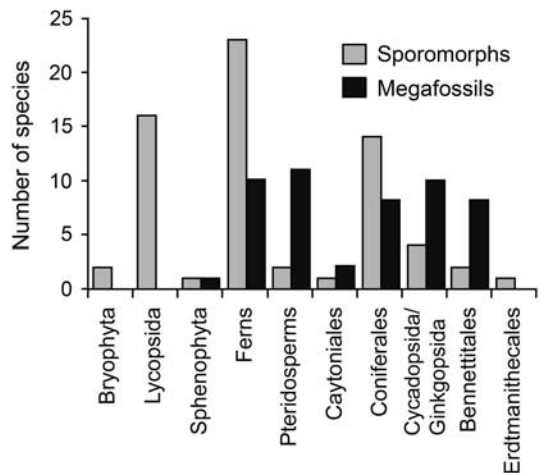 Number of species
25
20
15
10
5
0
Sporomorphs
Megafossils
Bryophyta
Lycopsida
Sphenophyta
Ferns
Pteridosperms
Caytoniales
Coniferales
Cycadopsida/
Ginkgopsida
Bennettitales
Erdtmanithecales